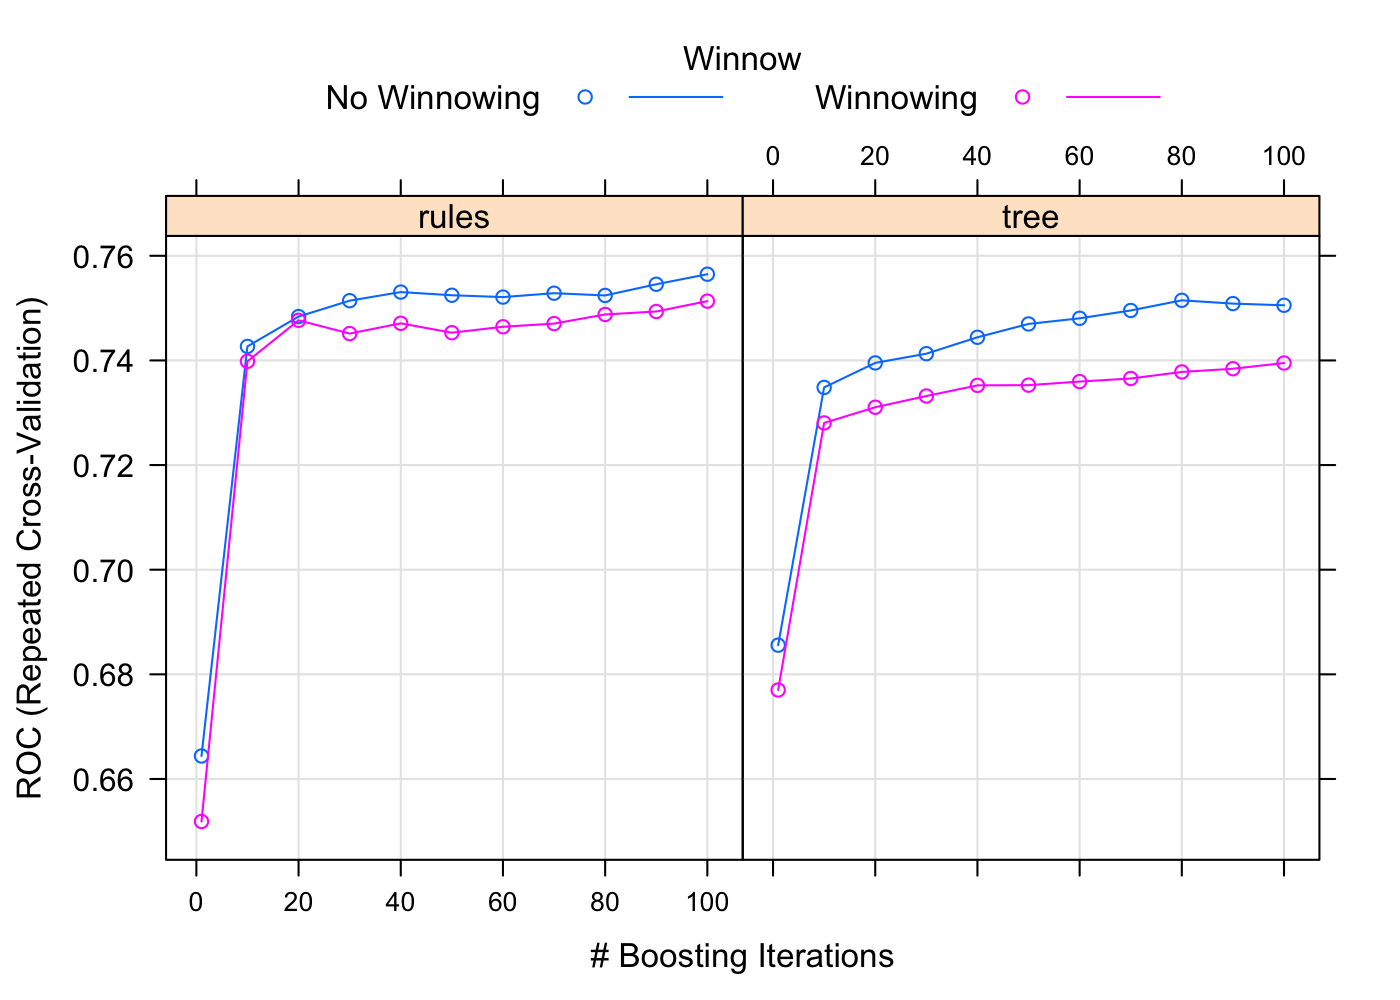 Winnow
No Winnowing Winnowing
0 20 40 60 80 100
rules tree
0.76
0.74
0.72
0.70
0.68
0.66
ROC (Repeated Cross-Validation)
0 20 40 60 80 100
# Boosting Iterations